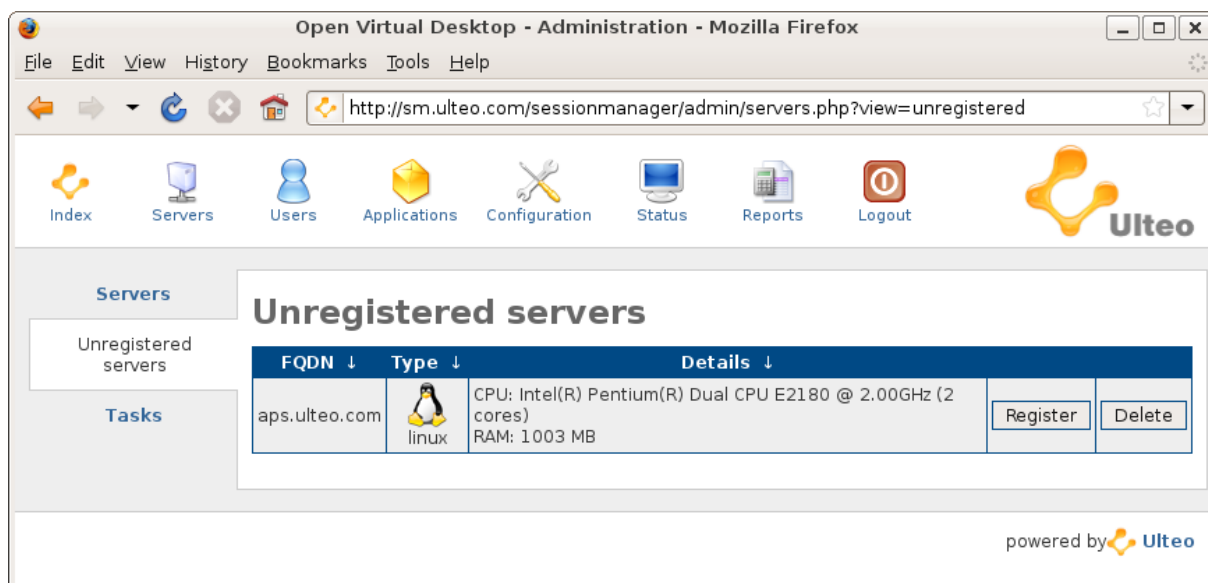 Open Virtual Desktop - Administration - Mozilla Firefox
File Edit View History Bookmarks Tools Help
http://sm.ulteo.com/sessionmanager/admin/servers.php?view=unregistered
Index Servers Users Applications Configuration Status Reports Logout
Ulteo
Servers
Unregistered
servers
Tasks
Unregistered servers
FQDN ↓ Type ↓ Details ↓
aps.ulteo.com linux
CPU: Intel(R) Pentium(R) Dual CPU E2180 @ 2.00GHz (2
cores)
RAM: 1003 MB
Register Delete
powered by Ulteo